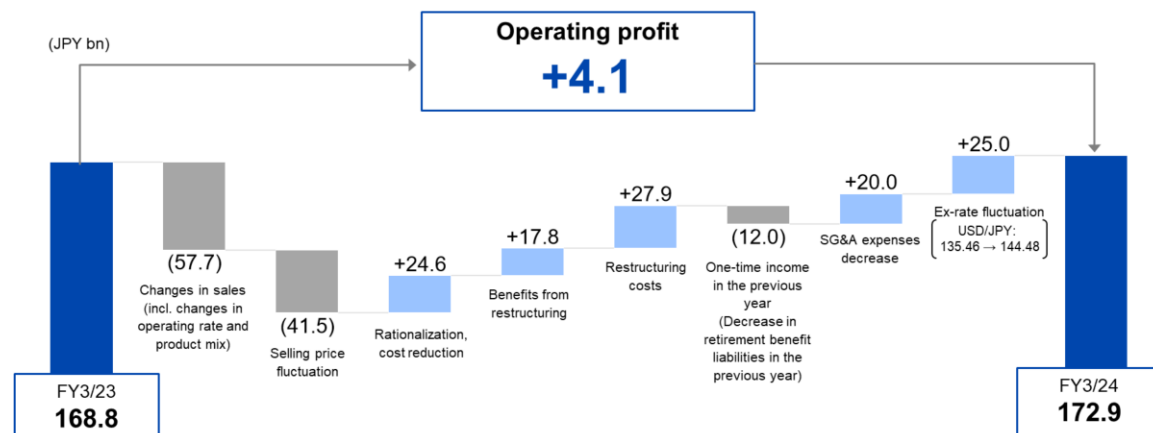 (JPY bn)
Operating profit
+4.1
FY3/23
168.8
(57.7)
Changes in sales
(incl. changes in
operating rate and
product mix)
(41.5)
Selling price
fluctuation
+24.6
Rationalization,
cost reduction
+17.8
Benefits from
restructuring
+27.9
Restructuring
costs
(12.0)
One-time income
in the previous
year
(Decrease in
retirement benefit
liabilities in the
previous year)
+20.0
SG&A expenses
decrease
+25.0
Ex-rate fluctuation
USD/JPY:
135.46 → 144.48
FY3/24
172.9